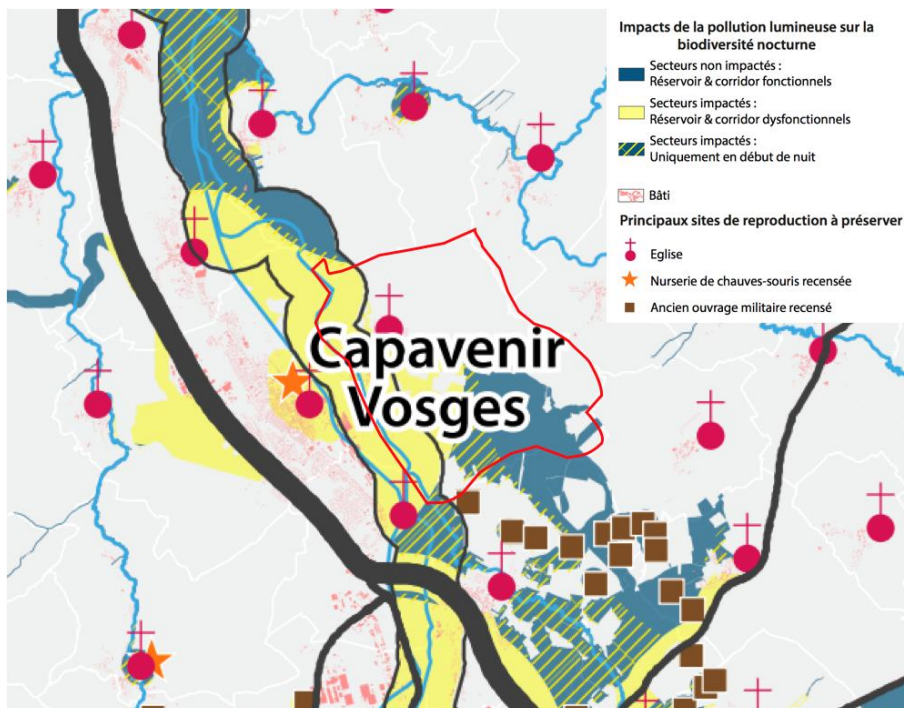 Impacts de la pollution lumineuse sur la
biodiversité nocturne
Secteurs non impactés :
Réservoir & corridor fonctionnels
Secteurs impactés :
Réservoir & corridor dysfonctionnels
Secteurs impactés :
Uniquement en début de nuit
Bâti
Principaux sites de reproduction à préserver
Eglise
Nurserie de chauves-souris recensée
Ancien ouvrage militaire recensé
Capavenir
Vosges